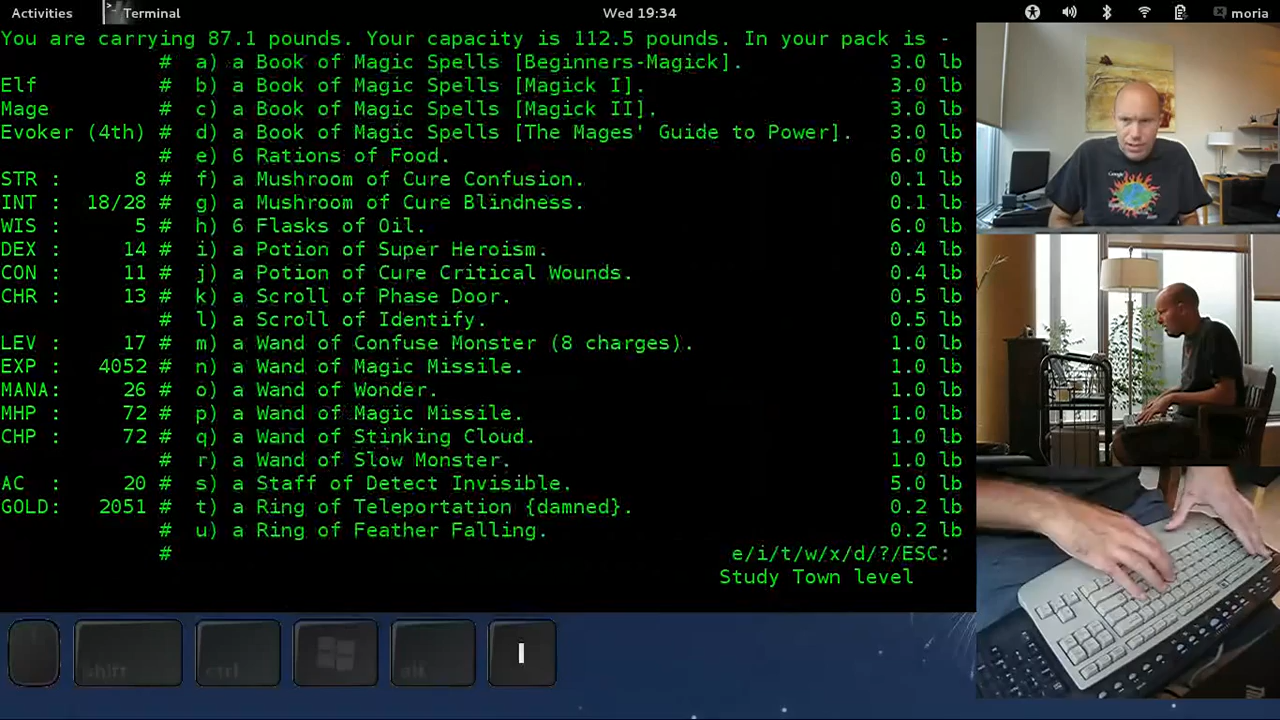 Activities Terminal Wed 19:34 moria
You are carrying 87.1 pounds. Your capacity is 112.5 pounds. In your pack is -
# a) a Book of Magic Spells [Beginners-Magick]. 3.0 lb
Elf # b) a Book of Magic Spells [Magick I]. 3.0 lb
Mage # c) a Book of Magic Spells [Magick II]. 3.0 lb
Evoker (4th) # d) a Book of Magic Spells [The Mages' Guide to Power]. 3.0 lb
# e) 6 Rations of Food. 6.0 lb
STR : 8 # f) a Mushroom of Cure Confusion. 0.1 lb
INT : 18/28 # g) a Mushroom of Cure Blindness. 0.1 lb
WIS : 5 # h) 6 Flasks of Oil. 6.0 lb
DEX : 14 # i) a Potion of Super Heroism. 0.4 lb
CON : 11 # j) a Potion of Cure Critical Wounds. 0.4 lb
CHR : 13 # k) a Scroll of Phase Door. 0.5 lb
# l) a Scroll of Identify. 0.5 lb
LEV : 17 # m) a Wand of Confuse Monster (8 charges). 1.0 lb
EXP : 4052 # n) a Wand of Magic Missile. 1.0 lb
MANA: 26 # o) a Wand of Wonder. 1.0 lb
MHP : 72 # p) a Wand of Magic Missile. 1.0 lb
CHP : 72 # q) a Wand of Stinking Cloud. 1.0 lb
# r) a Wand of Slow Monster. 1.0 lb
AC : 20 # s) a Staff of Detect Invisible. 5.0 lb
GOLD: 2051 # t) a Ring of Teleportation {damned}. 0.2 lb
# u) a Ring of Feather Falling. 0.2 lb
# e/i/t/w/x/d/?/ESC:
Study Town level
shift ctrl alt I